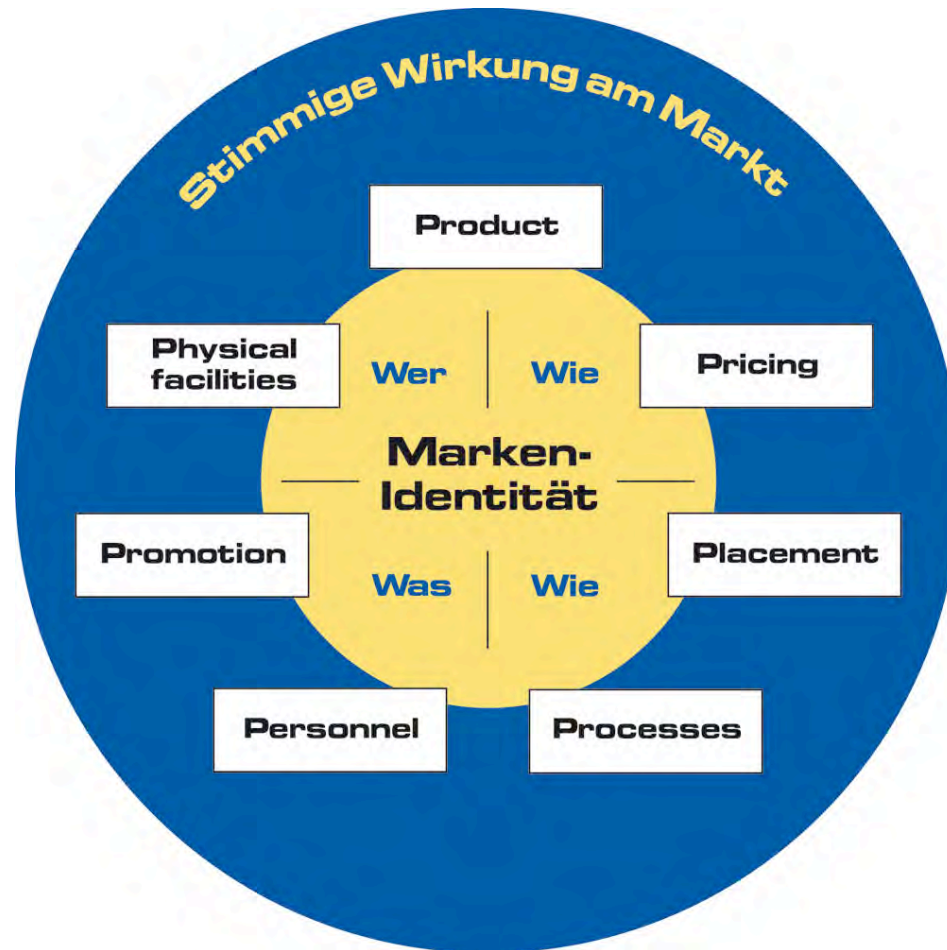 Stimmige Wirkung am Markt
Product
Physical
facilities
Wer
Wie
Pricing
Marken-
Identität
Promotion
Placement
Was
Wie
Personnel
Processes